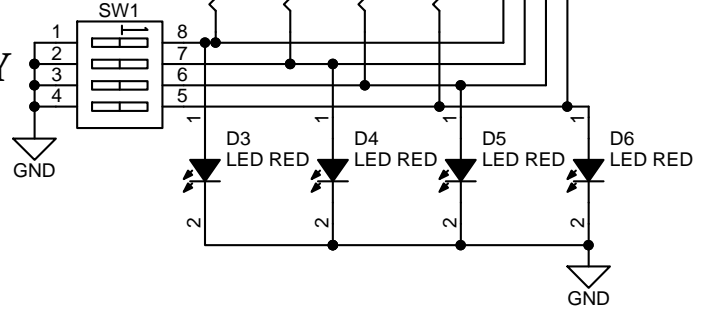 SW1
1 8
2 7
Y
3 6
4 5
1 1 1 1
D3 D4 D5 D6
LED RED LED RED LED RED LED RED
GND
2 2 2 2
GND